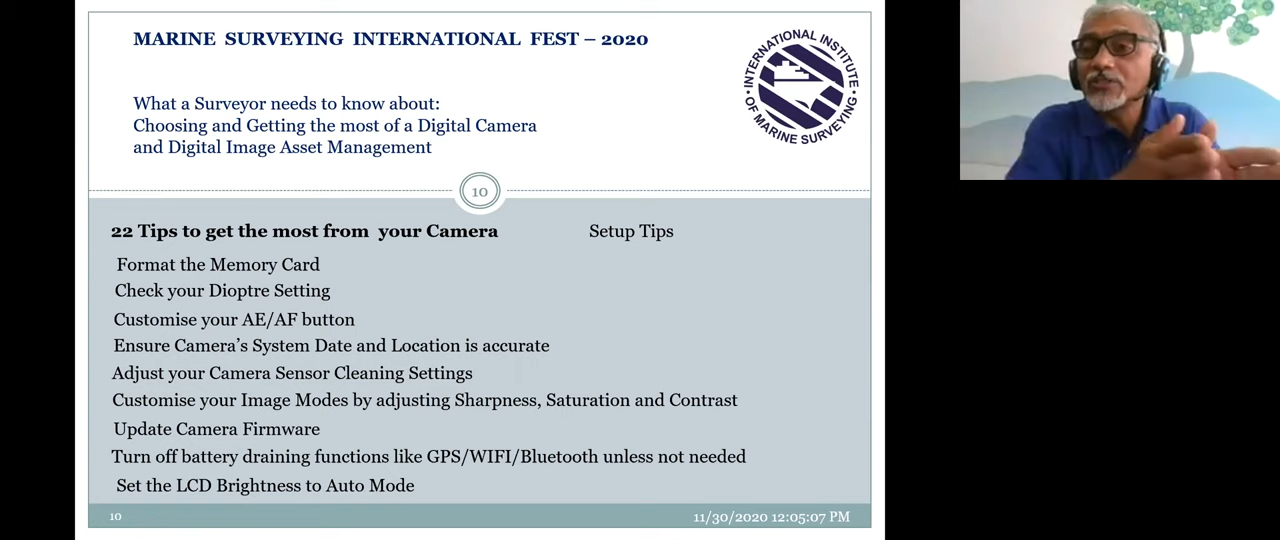 MARINE SURVEYING INTERNATIONAL FEST – 2020
INTERNATIONAL INSTITUTE
• OF MARINE SURVEYING •
What a Surveyor needs to know about:
Choosing and Getting the most of a Digital Camera
and Digital Image Asset Management
10
22 Tips to get the most from your Camera
Setup Tips
Format the Memory Card
Check your Dioptre Setting
Customise your AE/AF button
Ensure Camera's System Date and Location is accurate
Adjust your Camera Sensor Cleaning Settings
Customise your Image Modes by adjusting Sharpness, Saturation and Contrast
Update Camera Firmware
Turn off battery draining functions like GPS/WIFI/Bluetooth unless not needed
Set the LCD Brightness to Auto Mode
10
11/30/2020 12:05:07 PM